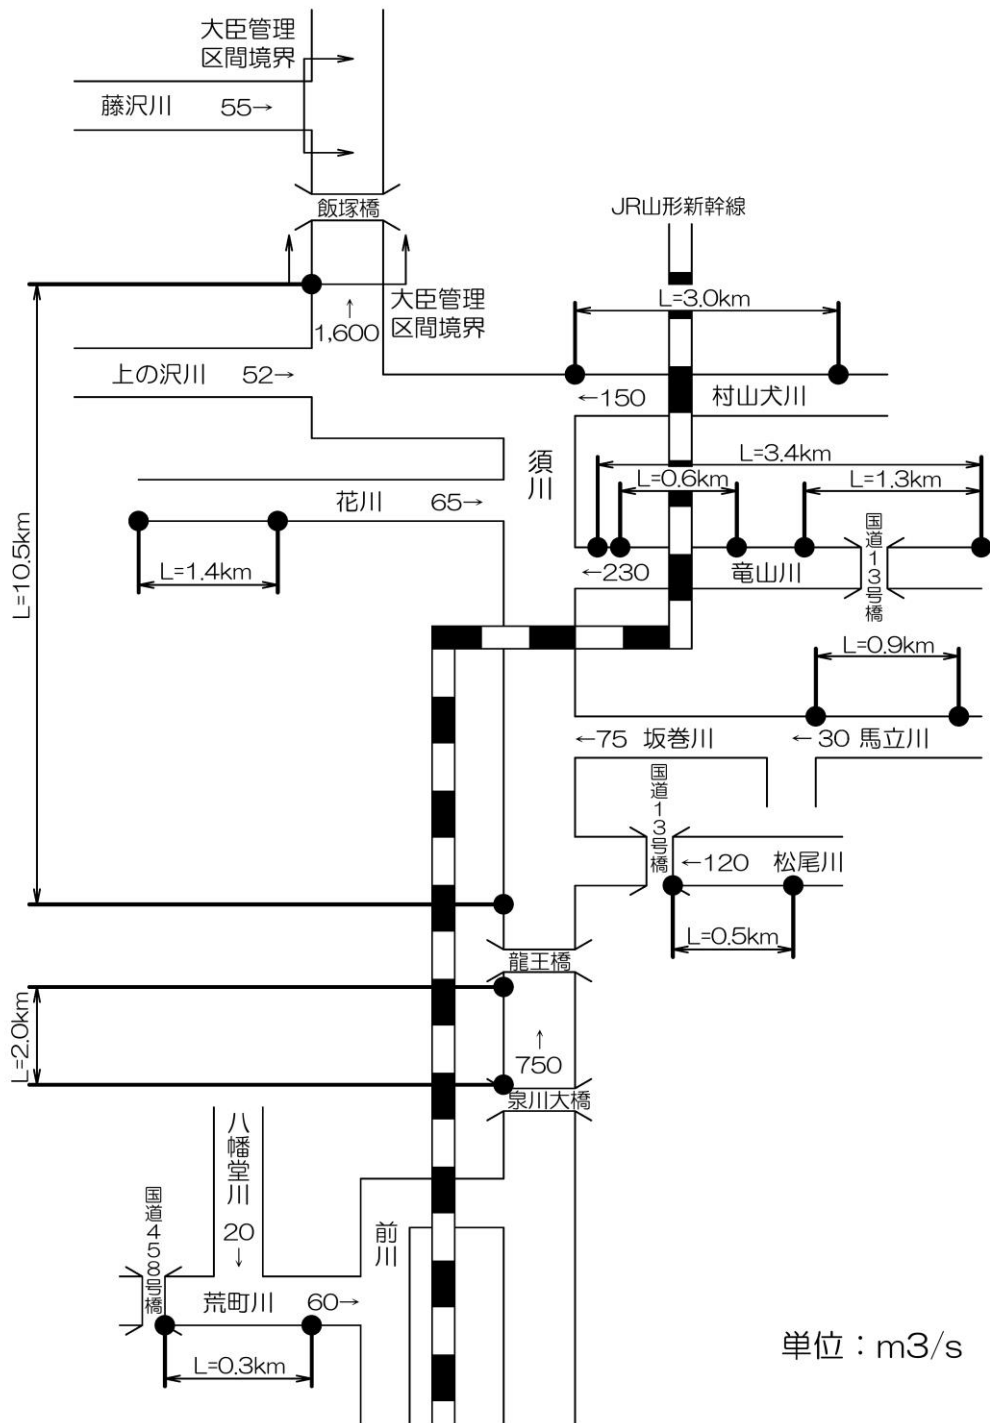 大臣管理
区間境界
藤沢川 55→
飯塚橋
JR山形新幹線
大臣管理
区間境界
↑
1,600
L=3.0km
上の沢川 52→
←150 村山犬川
須川
L=3.4km
L=0.6km
L=1.3km
花川 65→
国道13号橋
←230 竜山川
L=1.4km
L=10.5km
L=0.9km
←75 坂巻川
←30 馬立川
国道13号橋
←120 松尾川
L=0.5km
龍王橋
L=2.0km
↑
750
泉川大橋
八幡堂川
20
↓
前川
国道458号橋
荒町川 60→
L=0.3km
単位：m3/s